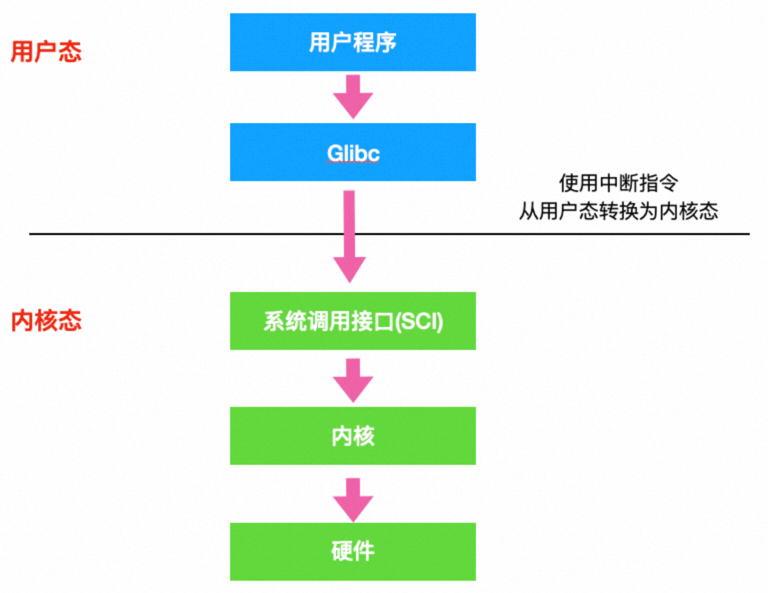 用户态
用户程序
Glibc
使用中断指令
从用户态转换为内核态
内核态
系统调用接口(SCI)
内核
硬件